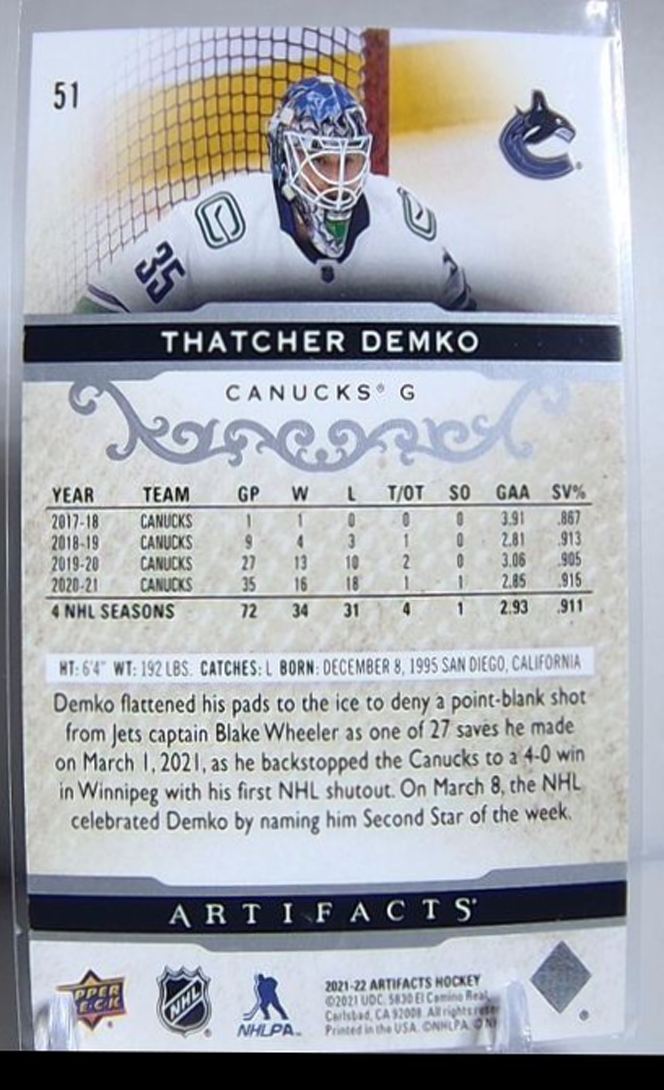 51
35
THATCHER DEMKO
CANUCKS® G
YEAR TEAM GP W L T/OT SO GAA SV%
2017-18 CANUCKS 1 1 0 0 0 3.91 .867
2018-19 CANUCKS 9 4 3 1 0 2.81 .913
2019-20 CANUCKS 27 13 10 2 0 3.06 .905
2020-21 CANUCKS 35 16 18 1 1 2.85 .915
4 NHL SEASONS 72 34 31 4 1 2.93 .911
HT: 6'4" WT: 192 LBS. CATCHES: L BORN: DECEMBER 8, 1995 SAN DIEGO, CALIFORNIA
Demko flattened his pads to the ice to deny a point-blank shot
from Jets captain Blake Wheeler as one of 27 saves he made
on March 1, 2021, as he backstopped the Canucks to a 4-0 win
in Winnipeg with his first NHL shutout. On March 8, the NHL
celebrated Demko by naming him Second Star of the week.
ARTIFACTS
PPER
NHL
NHLPA
2021-22 ARTIFACTS HOCKEY
©2021 UDC. 5830 El Camino Real,
Carlsbad, CA 92008. All rights
Printed in the USA. ©NHLPA.